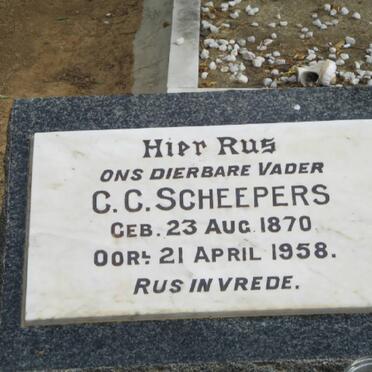 Hier Rus
ONS DIERBARE VADER
C. C. SCHEEPERS
GEB. 23 AUG. 1870
OORL. 21 APRIL 1958.
RUS IN VREDE.